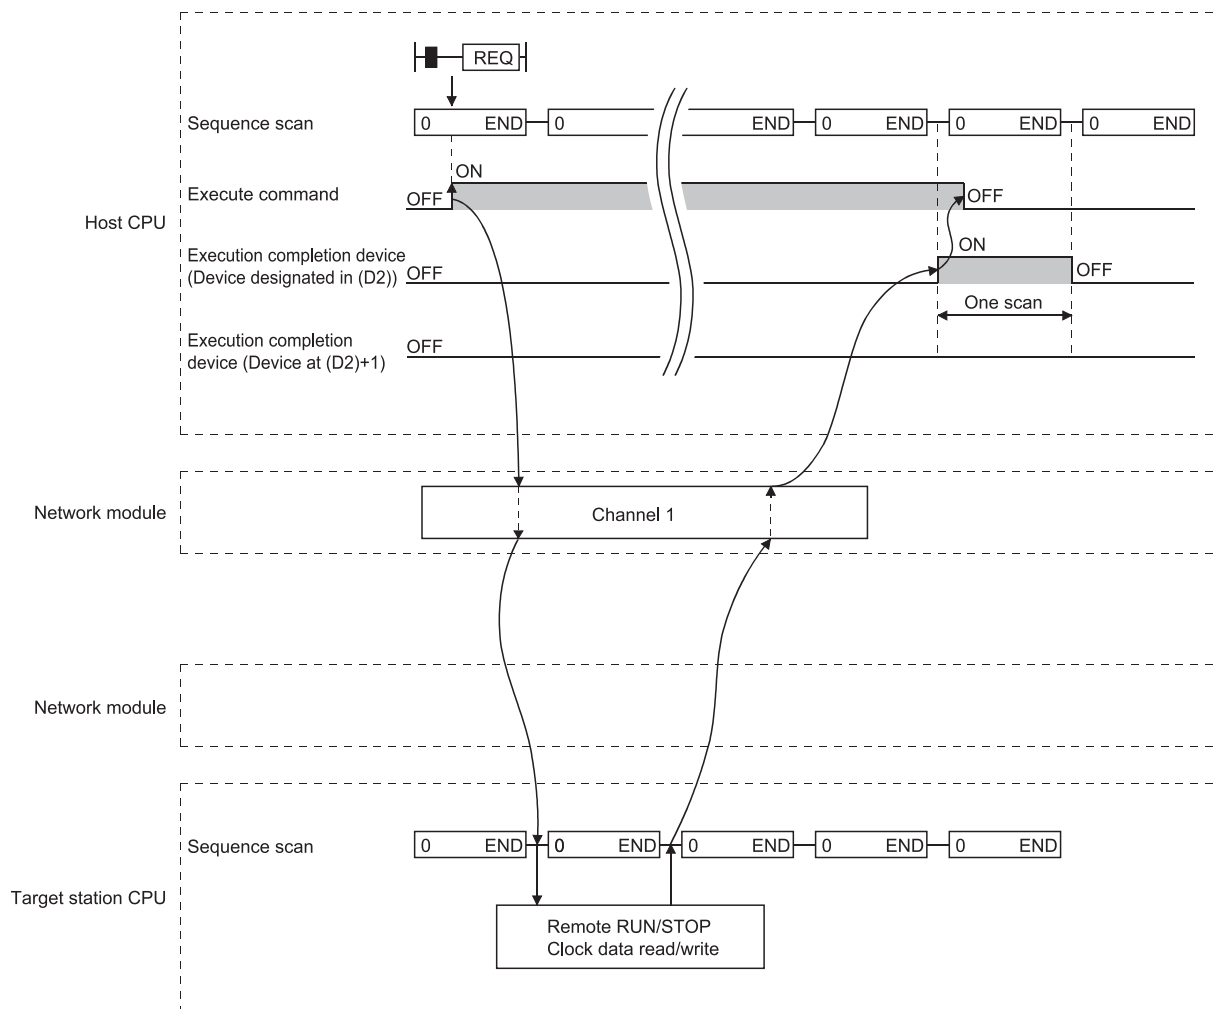 REQ
Sequence scan
0 END 0 END 0 END 0 END 0 END
ON
Execute command
OFF
OFF
Host CPU
ON
Execution completion device
(Device designated in (D2))
OFF
OFF
One scan
Execution completion
device (Device at (D2)+1)
OFF
Network module
Channel 1
Network module
Sequence scan
0 END 0 END 0 END 0 END 0 END
Target station CPU
Remote RUN/STOP
Clock data read/write